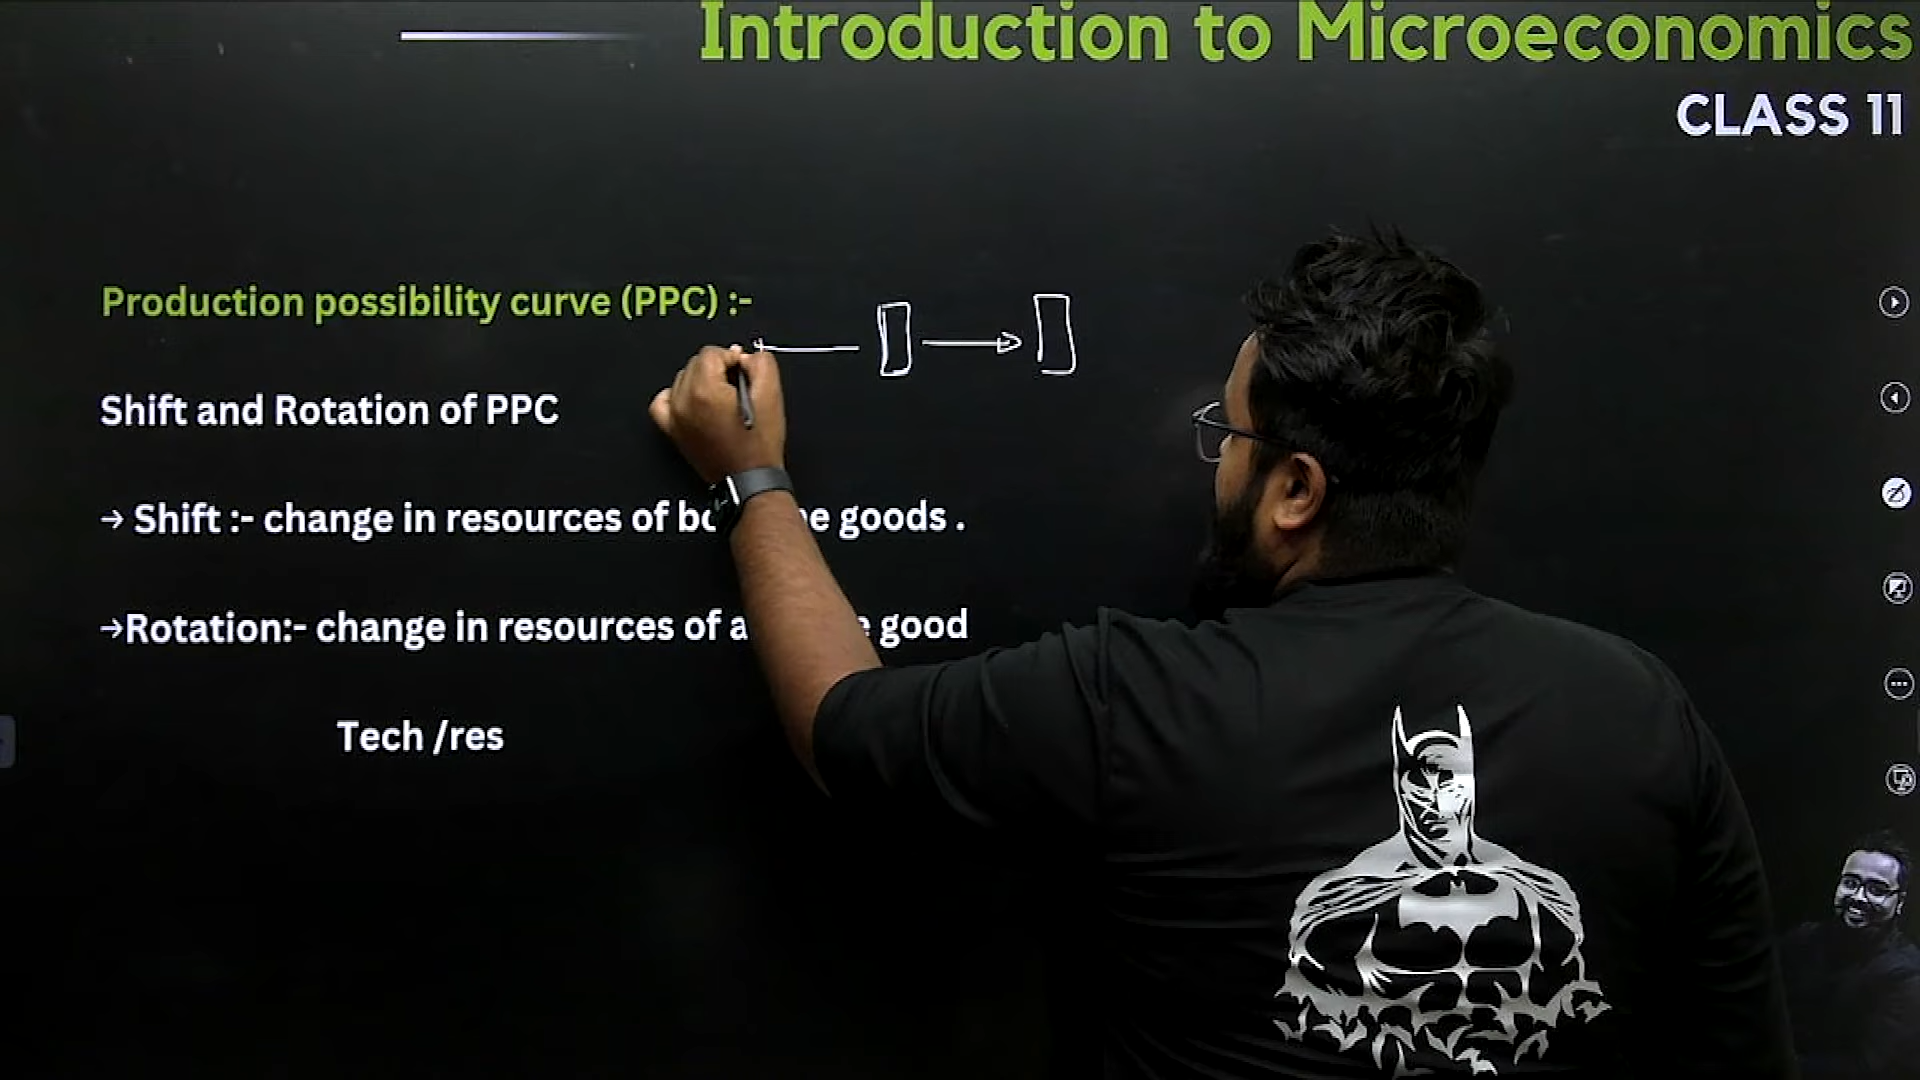 Introduction to Microeconomics
CLASS 11
Production possibility curve (PPC) :-
Shift and Rotation of PPC
→ Shift :- change in resources of goods .
→Rotation:- change in resources of good
Tech /res